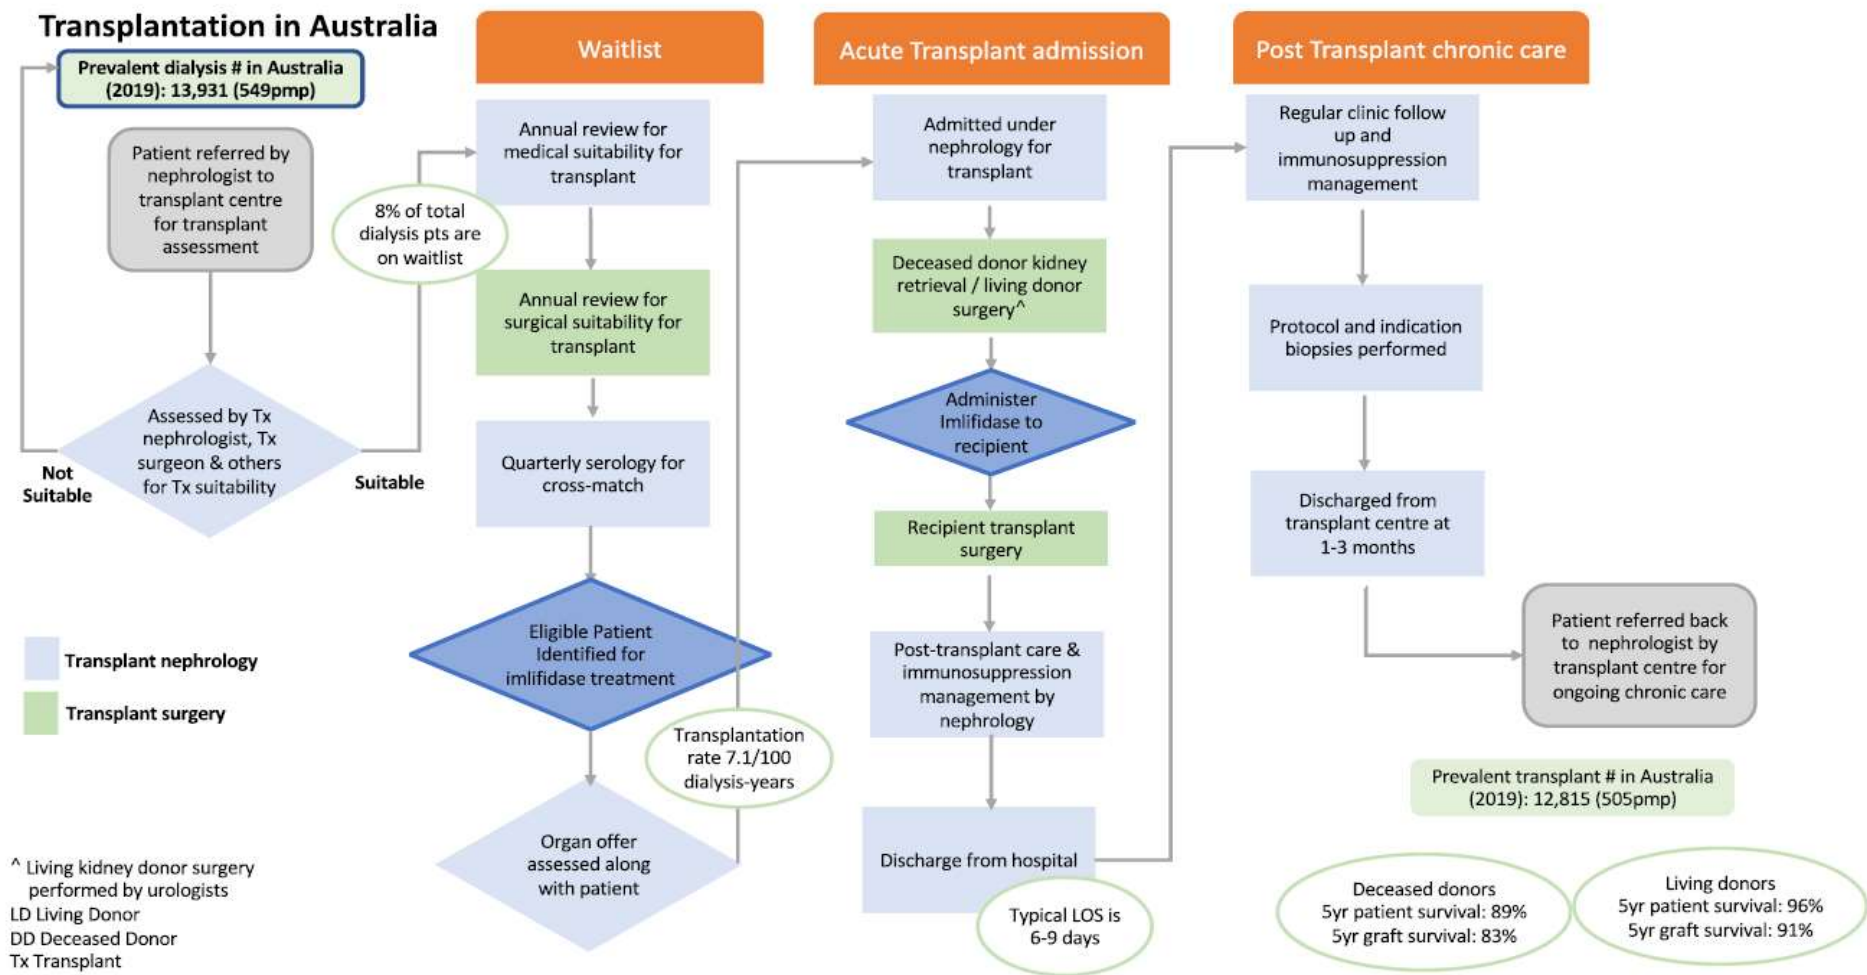 Transplantation in Australia
Prevalent dialysis # in Australia
(2019): 13,931 (549pmp)
Patient referred by
nephrologist to
transplant centre
for transplant
assessment
Assessed by Tx
nephrologist, Tx
surgeon & others
for Tx suitability
Not
Suitable
Suitable
8% of total
dialysis pts are
on waitlist
Waitlist
Annual review for
medical suitability for
transplant
Annual review for
surgical suitability for
transplant
Quarterly serology for
cross-match
Eligible Patient
Identified for
imlifidase treatment
Organ offer
assessed along
with patient
Transplantation
rate 7.1/100
dialysis-years
Acute Transplant admission
Admitted under
nephrology for
transplant
Deceased donor kidney
retrieval / living donor
surgery^
Administer
Imlifidase to
recipient
Recipient transplant
surgery
Post-transplant care &
immunosuppression
management by
nephrology
Discharge from hospital
Typical LOS is
6-9 days
Post Transplant chronic care
Regular clinic follow
up and
immunosuppression
management
Protocol and indication
biopsies performed
Discharged from
transplant centre at
1-3 months
Patient referred back
to nephrologist by
transplant centre for
ongoing chronic care
Prevalent transplant # in Australia
(2019): 12,815 (505pmp)
Deceased donors
5yr patient survival: 89%
5yr graft survival: 83%
Living donors
5yr patient survival: 96%
5yr graft survival: 91%
Transplant nephrology
Transplant surgery
^ Living kidney donor surgery
performed by urologists
LD Living Donor
DD Deceased Donor
Tx Transplant